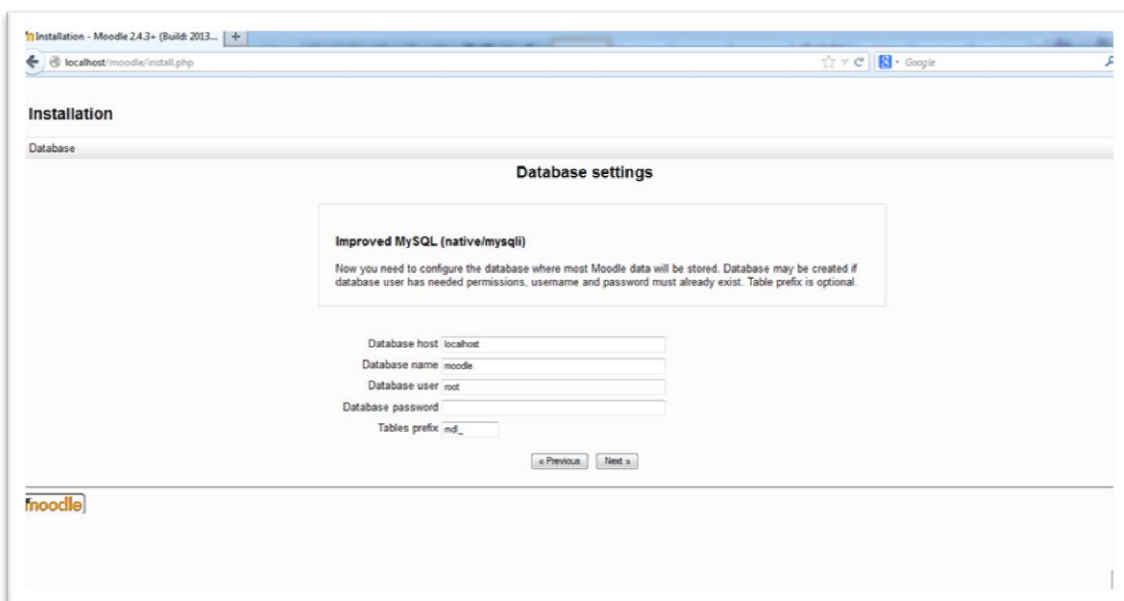 Installation - Moodle 2.4.3+ (Build: 2013...
localhost/moodle/install.php
Google
Installation
Database
Database settings
Improved MySQL (native/mysqli)
Now you need to configure the database where most Moodle data will be stored. Database may be created if
database user has needed permissions, username and password must already exist. Table prefix is optional.
Database host localhost
Database name moodle
Database user root
Database password
Tables prefix mdl_
« Previous Next »
moodle